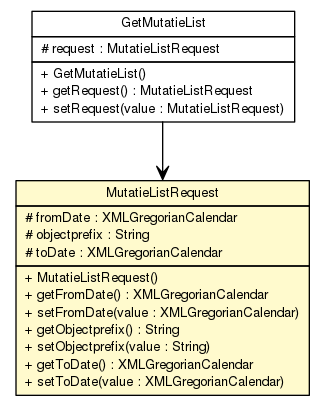 GetMutatieList
# request : MutatieListRequest
+ GetMutatieList()
+ getRequest() : MutatieListRequest
+ setRequest(value : MutatieListRequest)
MutatieListRequest
# fromDate : XMLGregorianCalendar
# objectprefix : String
# toDate : XMLGregorianCalendar
+ MutatieListRequest()
+ getFromDate() : XMLGregorianCalendar
+ setFromDate(value : XMLGregorianCalendar)
+ getObjectprefix() : String
+ setObjectprefix(value : String)
+ getToDate() : XMLGregorianCalendar
+ setToDate(value : XMLGregorianCalendar)